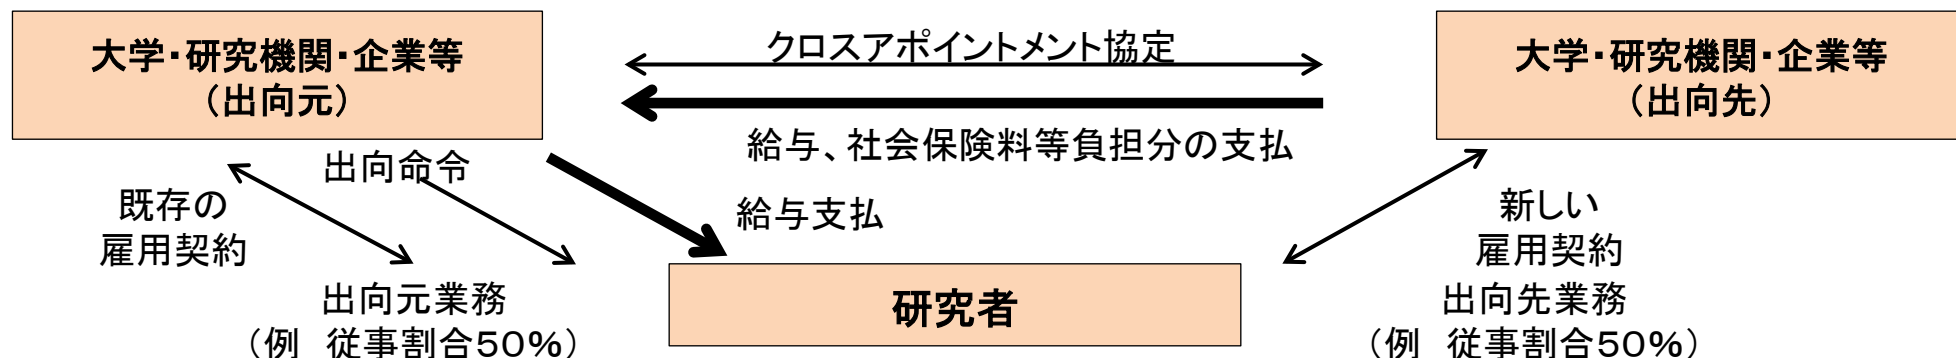 大学・研究機関・企業等
（出向元）
クロスアポイントメント協定
大学・研究機関・企業等
（出向先）
給与、社会保険料等負担分の支払
出向命令
既存の
雇用契約
給与支払
新しい
雇用契約
出向元業務
（例　従事割合50％）
研究者
出向先業務
（例　従事割合50％）